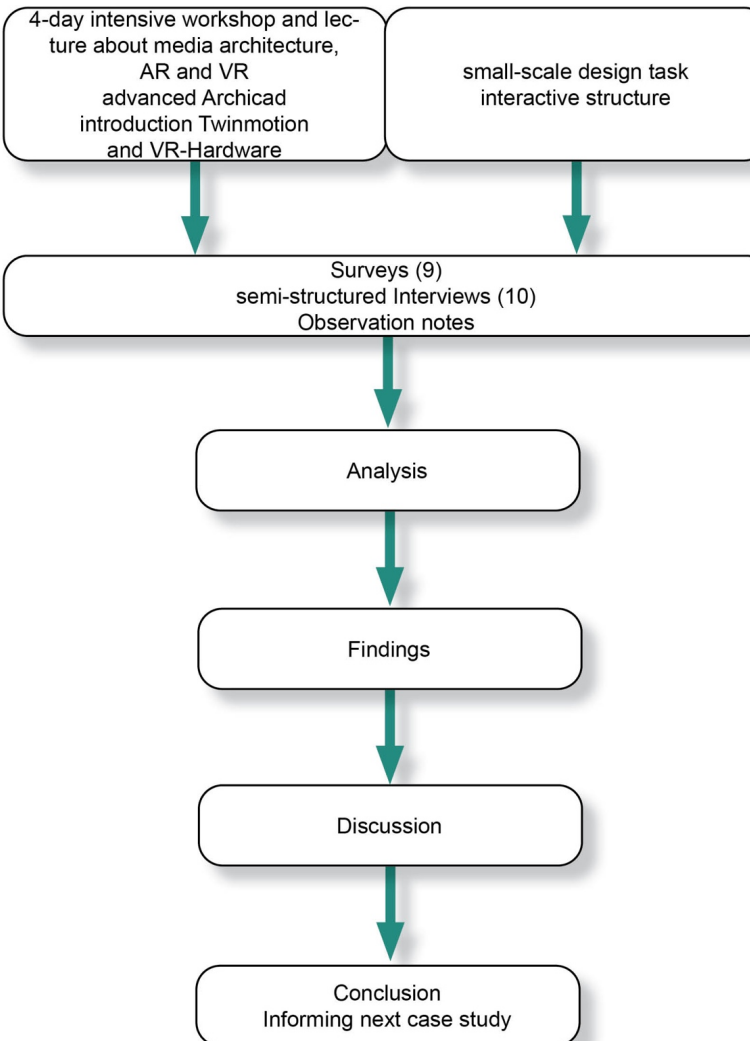 4-day intensive workshop and lec-
ture about media architecture,
AR and VR
advanced Archicad
introduction Twinmotion
and VR-Hardware
small-scale design task
interactive structure
Surveys (9)
semi-structured Interviews (10)
Observation notes
Analysis
Findings
Discussion
Conclusion
Informing next case study